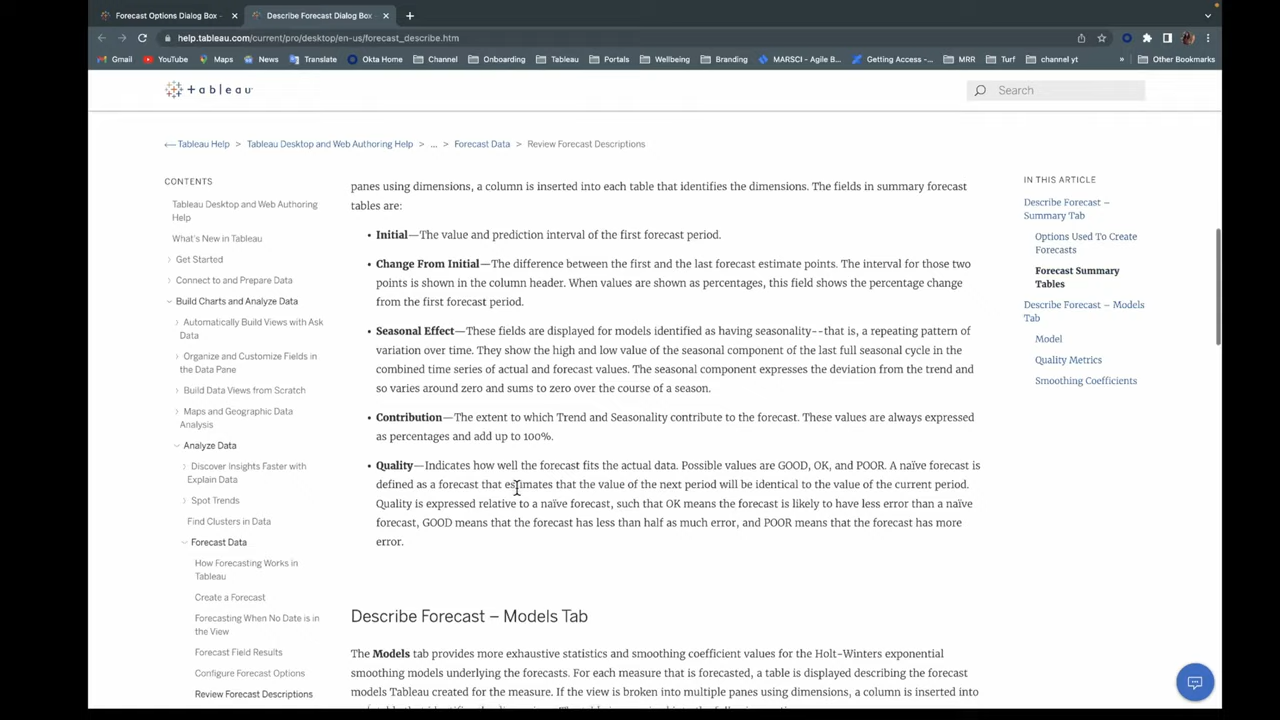 Forecast Options Dialog Box -
Describe Forecast Dialog Box
help.tableau.com/current/pro/desktop/en-us/forecast_describe.htm
Gmail YouTube Maps News Translate Okta Home Channel Onboarding Tableau Portals Wellbeing Branding MARSCI – Agile B... Getting Access -... MRR Turf channel yt » Other Bookmarks
+ a b l e a u
Search
Tableau Help > Tableau Desktop and Web Authoring Help > ... > Forecast Data > Review Forecast Descriptions
CONTENTS
Tableau Desktop and Web Authoring
Help
What's New in Tableau
Get Started
Connect to and Prepare Data
Build Charts and Analyze Data
Automatically Build Views with Ask
Data
Organize and Customize Fields in
the Data Pane
Build Data Views from Scratch
Maps and Geographic Data
Analysis
Analyze Data
Discover Insights Faster with
Explain Data
Spot Trends
Find Clusters in Data
Forecast Data
How Forecasting Works in
Tableau
Create a Forecast
Forecasting When No Date is in
the View
Forecast Field Results
Configure Forecast Options
Review Forecast Descriptions
panes using dimensions, a column is inserted into each table that identifies the dimensions. The fields in summary forecast
tables are:
• Initial—The value and prediction interval of the first forecast period.
• Change From Initial—The difference between the first and the last forecast estimate points. The interval for those two
points is shown in the column header. When values are shown as percentages, this field shows the percentage change
from the first forecast period.
• Seasonal Effect—These fields are displayed for models identified as having seasonality--that is, a repeating pattern of
variation over time. They show the high and low value of the seasonal component of the last full seasonal cycle in the
combined time series of actual and forecast values. The seasonal component expresses the deviation from the trend and
so varies around zero and sums to zero over the course of a season.
• Contribution—The extent to which Trend and Seasonality contribute to the forecast. These values are always expressed
as percentages and add up to 100%.
• Quality—Indicates how well the forecast fits the actual data. Possible values are GOOD, OK, and POOR. A naïve forecast is
defined as a forecast that estimates that the value of the next period will be identical to the value of the current period.
Quality is expressed relative to a naïve forecast, such that OK means the forecast is likely to have less error than a naïve
forecast, GOOD means that the forecast has less than half as much error, and POOR means that the forecast has more
error.
Describe Forecast – Models Tab
The Models tab provides more exhaustive statistics and smoothing coefficient values for the Holt-Winters exponential
smoothing models underlying the forecasts. For each measure that is forecasted, a table is displayed describing the forecast
models Tableau created for the measure. If the view is broken into multiple panes using dimensions, a column is inserted into
IN THIS ARTICLE
Describe Forecast –
Summary Tab
Options Used To Create
Forecasts
Forecast Summary
Tables
Describe Forecast – Models
Tab
Model
Quality Metrics
Smoothing Coefficients